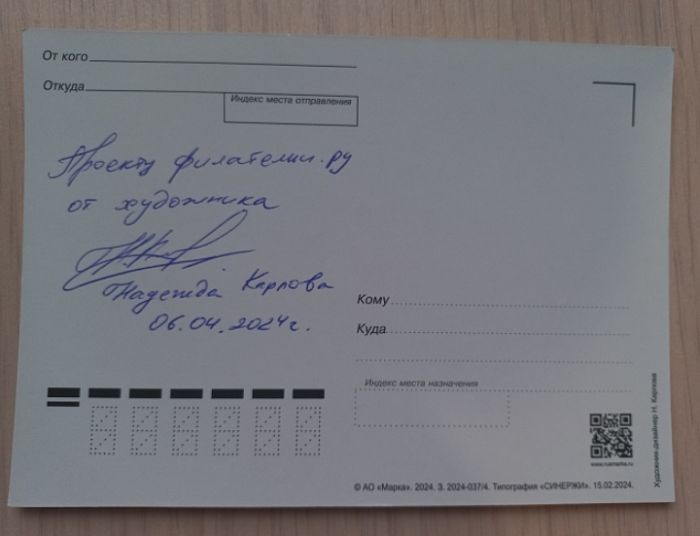 От кого
Откуда
Индекс места отправления
Проекту филателии.ру
от художника
Надежда Карпова
06.04.2024г.
Кому
Куда
Индекс места назначения
www.rusmarka.ru
© АО «Марка». 2024. З. 2024-037/4. Типография «СИНЕРЖИ». 15.02.2024.
Художник-дизайнер Н. Карпова